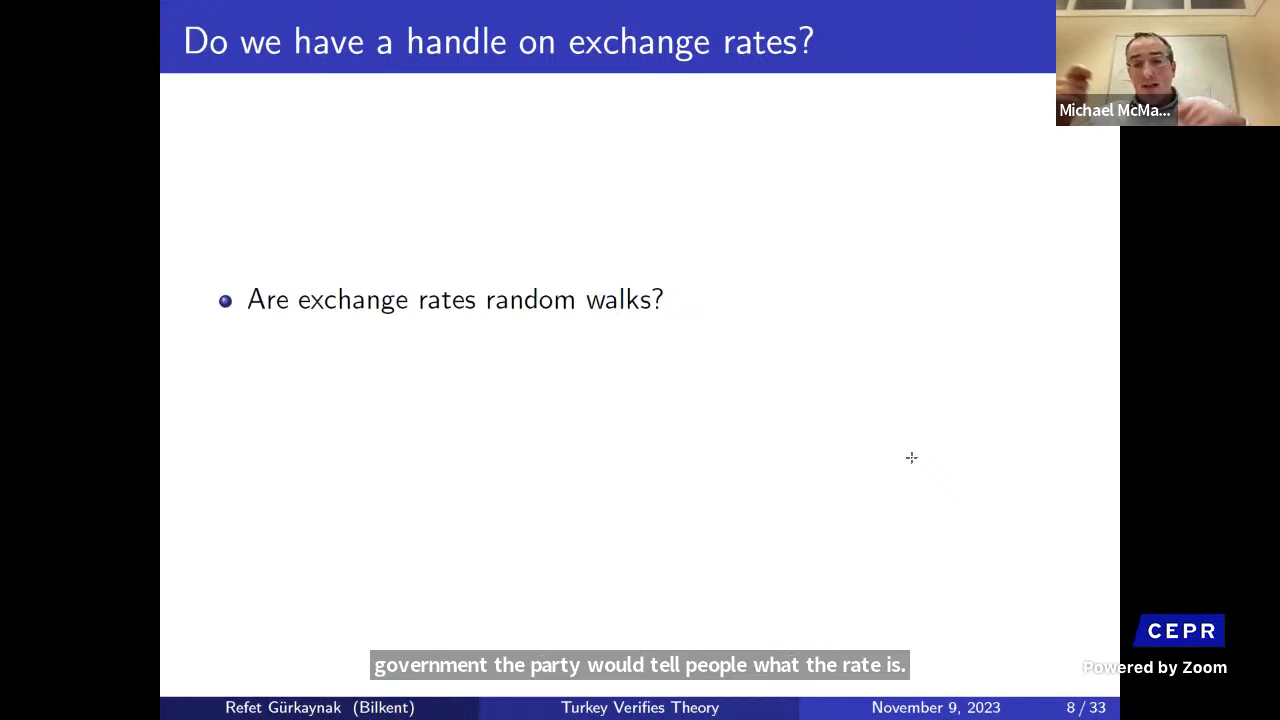 Do we have a handle on exchange rates?
Michael McMa...
Are exchange rates random walks?
CEPR
government the party would tell people what the rate is.
Powered by Zoom
Refet Gürkaynak (Bilkent)
Turkey Verifies Theory
November 9, 2023
8 / 33